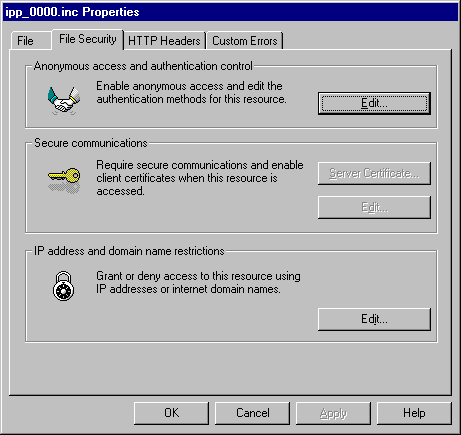 ipp_0000.inc Properties
File
File Security
HTTP Headers
Custom Errors
Anonymous access and authentication control
Enable anonymous access and edit the
authentication methods for this resource.
Edit...
Secure communications
Require secure communications and enable
client certificates when this resource is
accessed.
Server Certificate...
Edit...
IP address and domain name restrictions
Grant or deny access to this resource using
IP addresses or internet domain names.
Edit...
OK
Cancel
Apply
Help